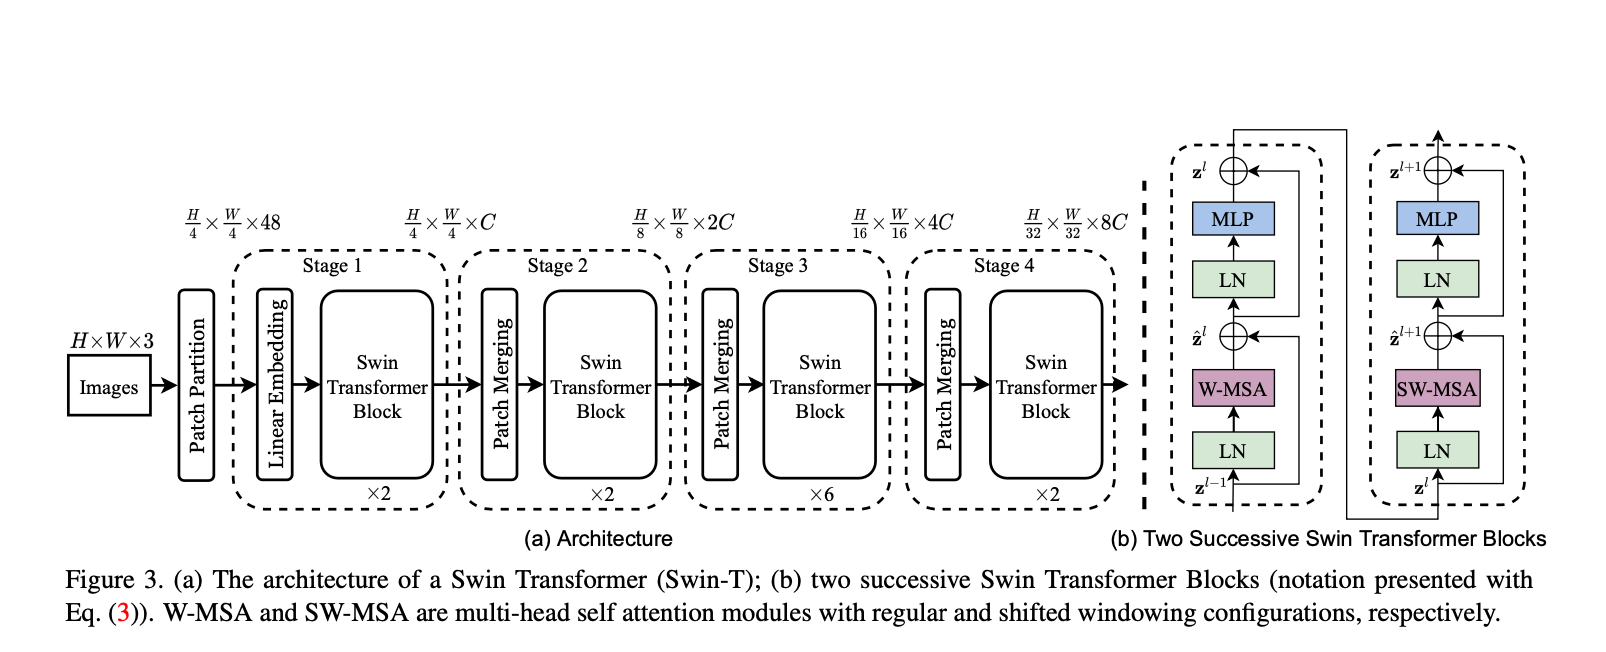 H/4 × W/4 × 48
H/4 × W/4 × C
H/8 × W/8 × 2C
H/16 × W/16 × 4C
H/32 × W/32 × 8C
Stage 1
Stage 2
Stage 3
Stage 4
H×W×3
Images
Patch Partition
Linear Embedding
Swin
Transformer
Block
×2
Patch Merging
Swin
Transformer
Block
×2
Patch Merging
Swin
Transformer
Block
×6
Patch Merging
Swin
Transformer
Block
×2
(a) Architecture
z^l
MLP
LN
ẑ^l
W-MSA
LN
z^{l−1}
z^{l+1}
MLP
LN
ẑ^{l+1}
SW-MSA
LN
z^l
(b) Two Successive Swin Transformer Blocks
Figure 3. (a) The architecture of a Swin Transformer (Swin-T); (b) two successive Swin Transformer Blocks (notation presented with
Eq. (3)). W-MSA and SW-MSA are multi-head self attention modules with regular and shifted windowing configurations, respectively.